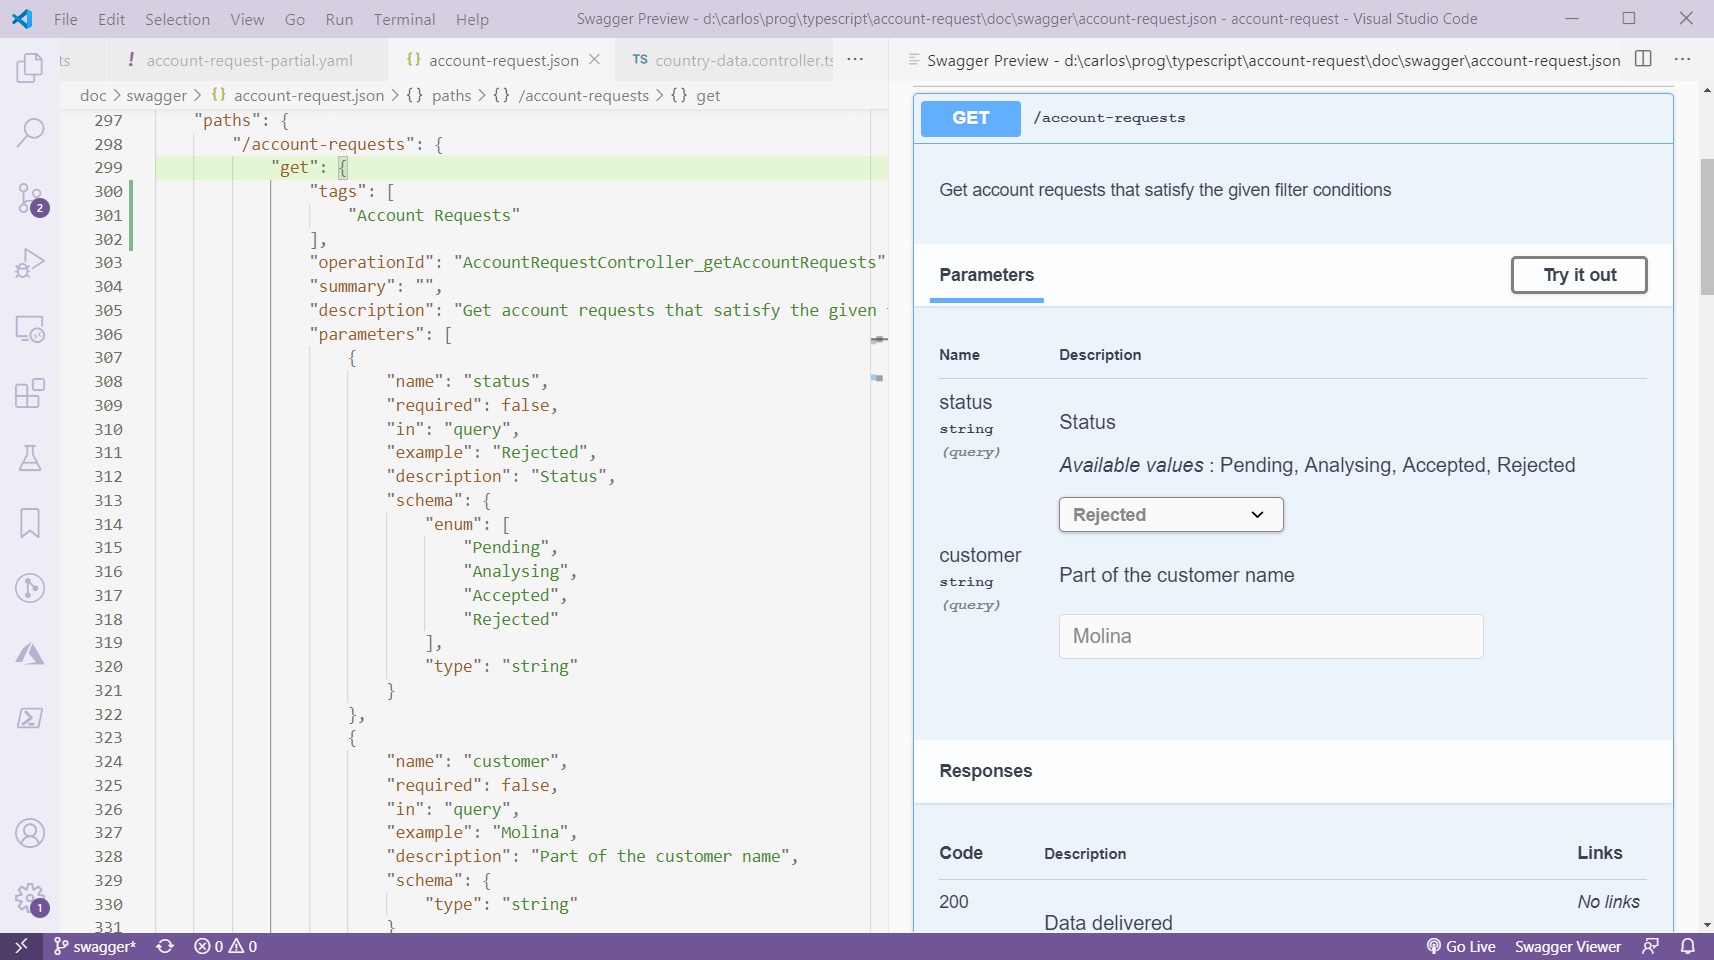 File Edit Selection View Go Run Terminal Help
Swagger Preview - d:\carlos\prog\typescript\account-request\doc\swagger\account-request.json - account-request - Visual Studio Code
ts
! account-request-partial.yaml
{} account-request.json
TS country-data.controller.ts
Swagger Preview - d:\carlos\prog\typescript\account-request\doc\swagger\account-request.json
doc > swagger > {} account-request.json > {} paths > {} /account-requests > {} get
297 "paths": {
298 "/account-requests": {
299 "get": {
300 "tags": [
301 "Account Requests"
302 ],
303 "operationId": "AccountRequestController_getAccountRequests"
304 "summary": "",
305 "description": "Get account requests that satisfy the given
306 "parameters": [
307 {
308 "name": "status",
309 "required": false,
310 "in": "query",
311 "example": "Rejected",
312 "description": "Status",
313 "schema": {
314 "enum": [
315 "Pending",
316 "Analysing",
317 "Accepted",
318 "Rejected"
319 ],
320 "type": "string"
321 }
322 },
323 {
324 "name": "customer",
325 "required": false,
326 "in": "query",
327 "example": "Molina",
328 "description": "Part of the customer name",
329 "schema": {
330 "type": "string"
331 }
GET /account-requests
Get account requests that satisfy the given filter conditions
Parameters
Try it out
Name Description
status
string
(query)
Status
Available values : Pending, Analysing, Accepted, Rejected
Rejected
customer
string
(query)
Part of the customer name
Molina
Responses
Code Description Links
200
Data delivered
No links
2
1
swagger* 0 0
Go Live Swagger Viewer